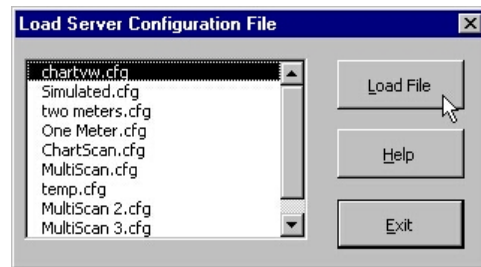 Load Server Configuration File
chartvw.cfg
Simulated.cfg
two meters.cfg
One Meter.cfg
ChartScan.cfg
MultiScan.cfg
temp.cfg
MultiScan 2.cfg
MultiScan 3.cfg
Load File
Help
Exit